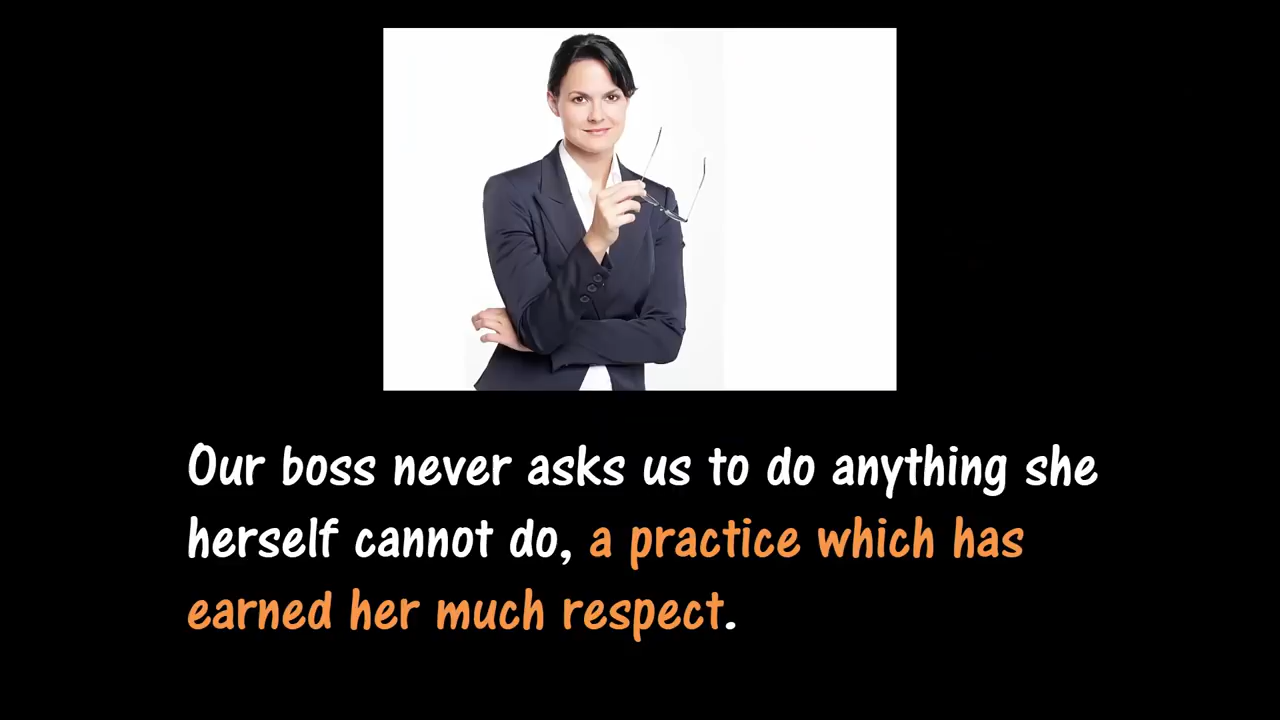 Our boss never asks us to do anything she
herself cannot do, a practice which has
earned her much respect.